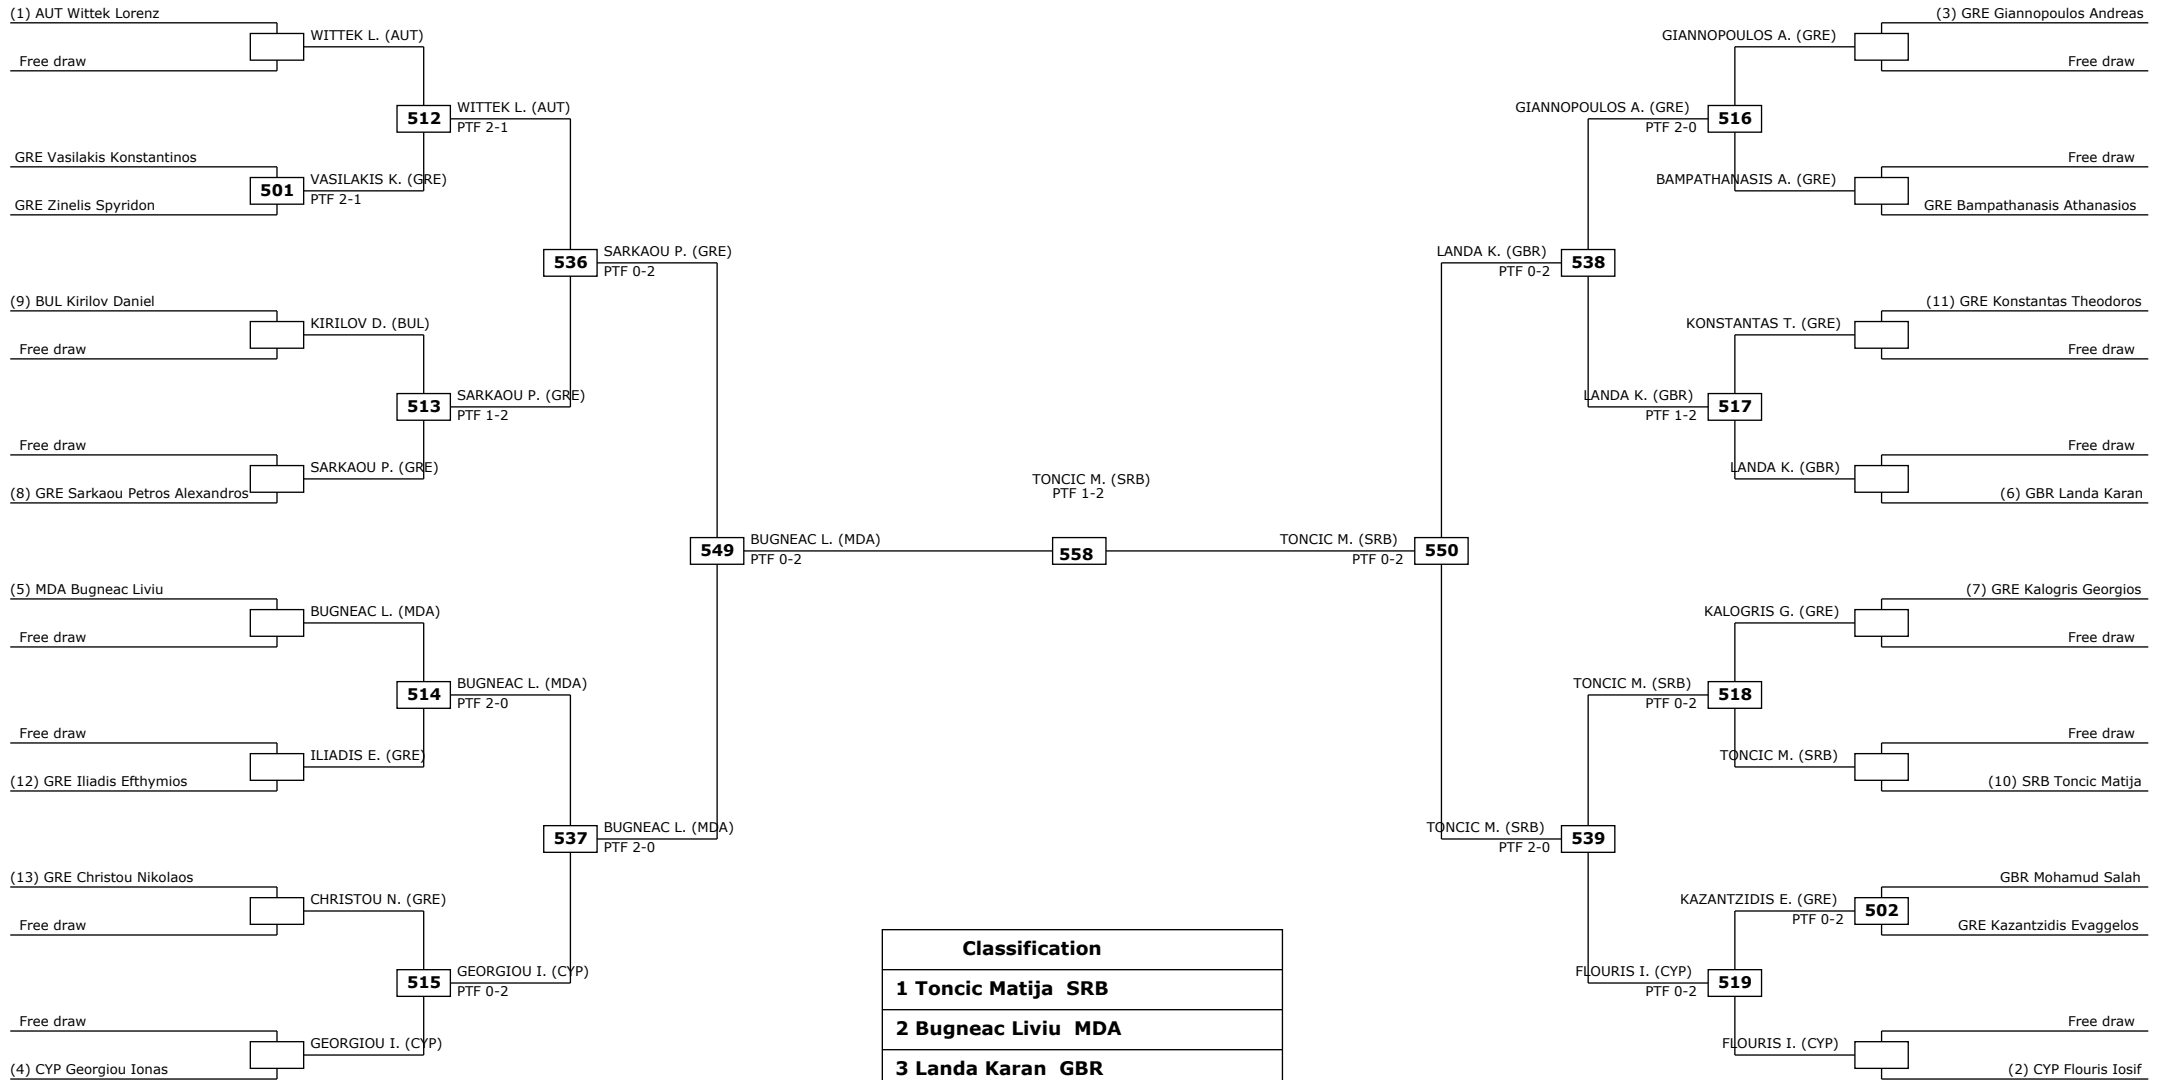 (1) AUT Wittek Lorenz
WITTEK L. (AUT)
Free draw
WITTEK L. (AUT)
512
PTF 2-1
GRE Vasilakis Konstantinos
VASILAKIS K. (GRE)
501
PTF 2-1
GRE Zinelis Spyridon
SARKAOU P. (GRE)
536
PTF 0-2
(9) BUL Kirilov Daniel
KIRILOV D. (BUL)
Free draw
SARKAOU P. (GRE)
513
PTF 1-2
Free draw
SARKAOU P. (GRE)
(8) GRE Sarkaou Petros Alexandros
BUGNEAC L. (MDA)
549
PTF 0-2
(5) MDA Bugneac Liviu
BUGNEAC L. (MDA)
Free draw
BUGNEAC L. (MDA)
514
PTF 2-0
Free draw
ILIADIS E. (GRE)
(12) GRE Iliadis Efthymios
BUGNEAC L. (MDA)
537
PTF 2-0
(13) GRE Christou Nikolaos
CHRISTOU N. (GRE)
Free draw
GEORGIOU I. (CYP)
515
PTF 0-2
Free draw
GEORGIOU I. (CYP)
(4) CYP Georgiou Ionas
TONCIC M. (SRB)
PTF 1-2
558
(3) GRE Giannopoulos Andreas
GIANNOPOULOS A. (GRE)
Free draw
GIANNOPOULOS A. (GRE)
516
PTF 2-0
Free draw
BAMPATHANASIS A. (GRE)
GRE Bampathanasis Athanasios
LANDA K. (GBR)
538
PTF 0-2
(11) GRE Konstantas Theodoros
KONSTANTAS T. (GRE)
Free draw
LANDA K. (GBR)
517
PTF 1-2
Free draw
LANDA K. (GBR)
(6) GBR Landa Karan
TONCIC M. (SRB)
550
PTF 0-2
(7) GRE Kalogris Georgios
KALOGRIS G. (GRE)
Free draw
TONCIC M. (SRB)
518
PTF 0-2
Free draw
TONCIC M. (SRB)
(10) SRB Toncic Matija
TONCIC M. (SRB)
539
PTF 2-0
GBR Mohamud Salah
KAZANTZIDIS E. (GRE)
502
PTF 0-2
GRE Kazantzidis Evaggelos
FLOURIS I. (CYP)
519
PTF 0-2
Free draw
FLOURIS I. (CYP)
(2) CYP Flouris Iosif
Classification
1 Toncic Matija SRB
2 Bugneac Liviu MDA
3 Landa Karan GBR